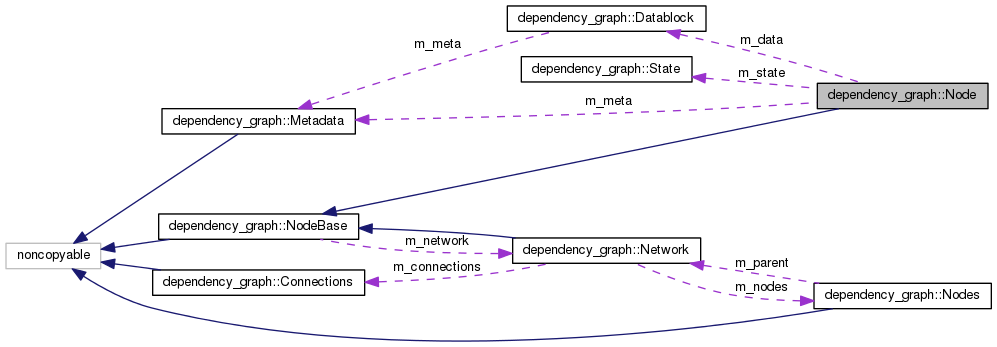 dependency_graph::Datablock
m_meta
m_data
dependency_graph::State
m_state
dependency_graph::Node
m_meta
dependency_graph::Metadata
dependency_graph::NodeBase
m_network
dependency_graph::Network
noncopyable
m_connections
m_parent
dependency_graph::Connections
m_nodes
dependency_graph::Nodes